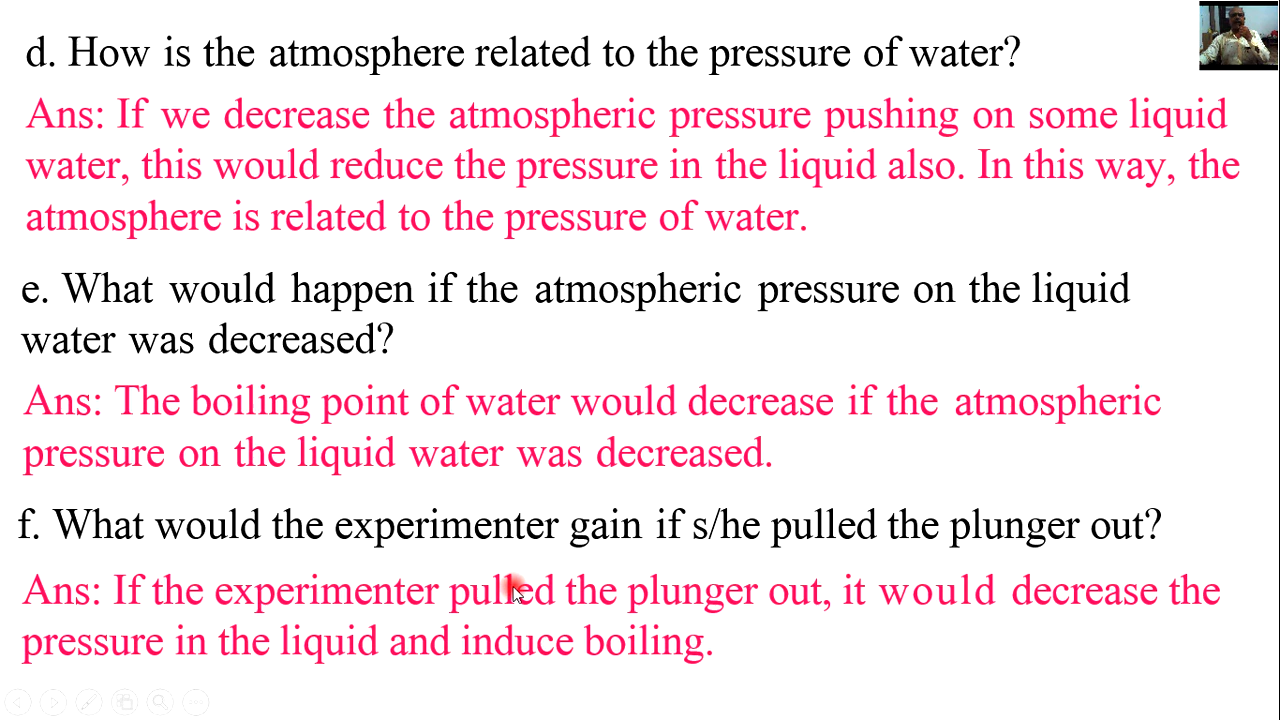 d. How is the atmosphere related to the pressure of water?
Ans: If we decrease the atmospheric pressure pushing on some liquid
water, this would reduce the pressure in the liquid also. In this way, the
atmosphere is related to the pressure of water.
e. What would happen if the atmospheric pressure on the liquid
water was decreased?
Ans: The boiling point of water would decrease if the atmospheric
pressure on the liquid water was decreased.
f. What would the experimenter gain if s/he pulled the plunger out?
Ans: If the experimenter pulled the plunger out, it would decrease the
pressure in the liquid and induce boiling.